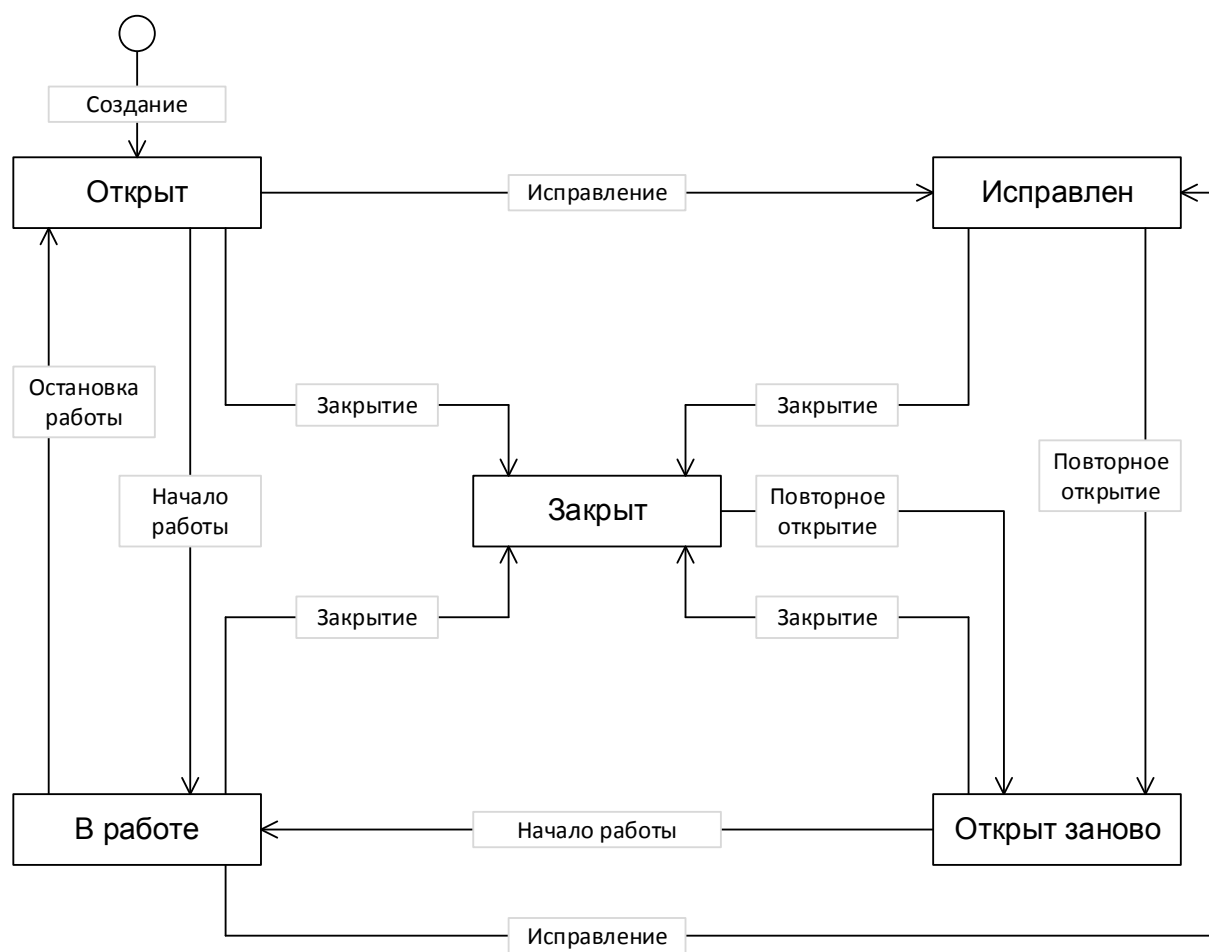 Создание
Открыт
Исправление
Исправлен
Остановка
работы
Закрытие
Закрытие
Начало
работы
Закрыт
Повторное
открытие
Повторное
открытие
Закрытие
Закрытие
В работе
Начало работы
Открыт заново
Исправление